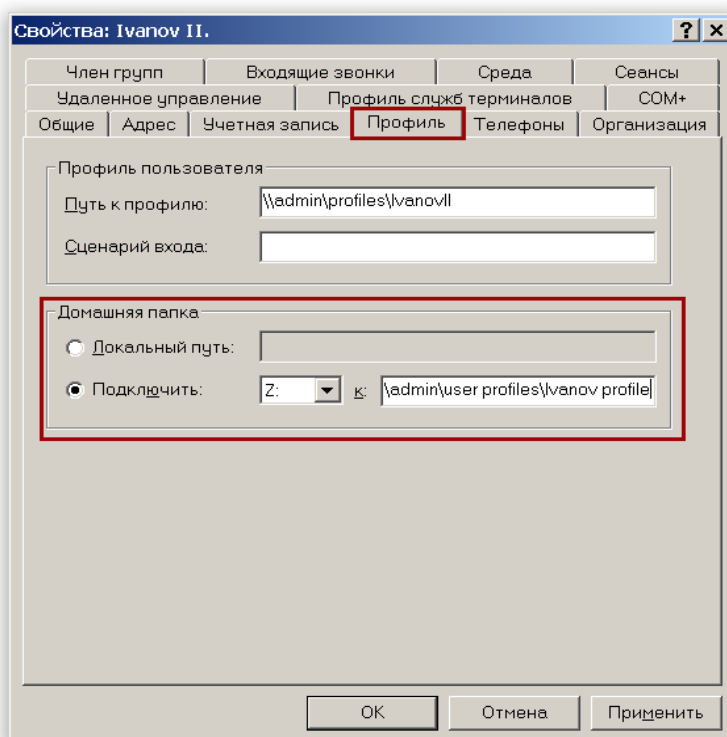 Свойства: Ivanov II.
Член групп Входящие звонки Среда Сеансы
Удаленное управление Профиль служб терминалов COM+
Общие Адрес Учетная запись Профиль Телефоны Организация
Профиль пользователя
Путь к профилю: \\admin\profiles\IvanovII
Сценарий входа:
Домашняя папка
Локальный путь:
Подключить: Z: к: \admin\user profiles\Ivanov profile
OK Отмена Применить